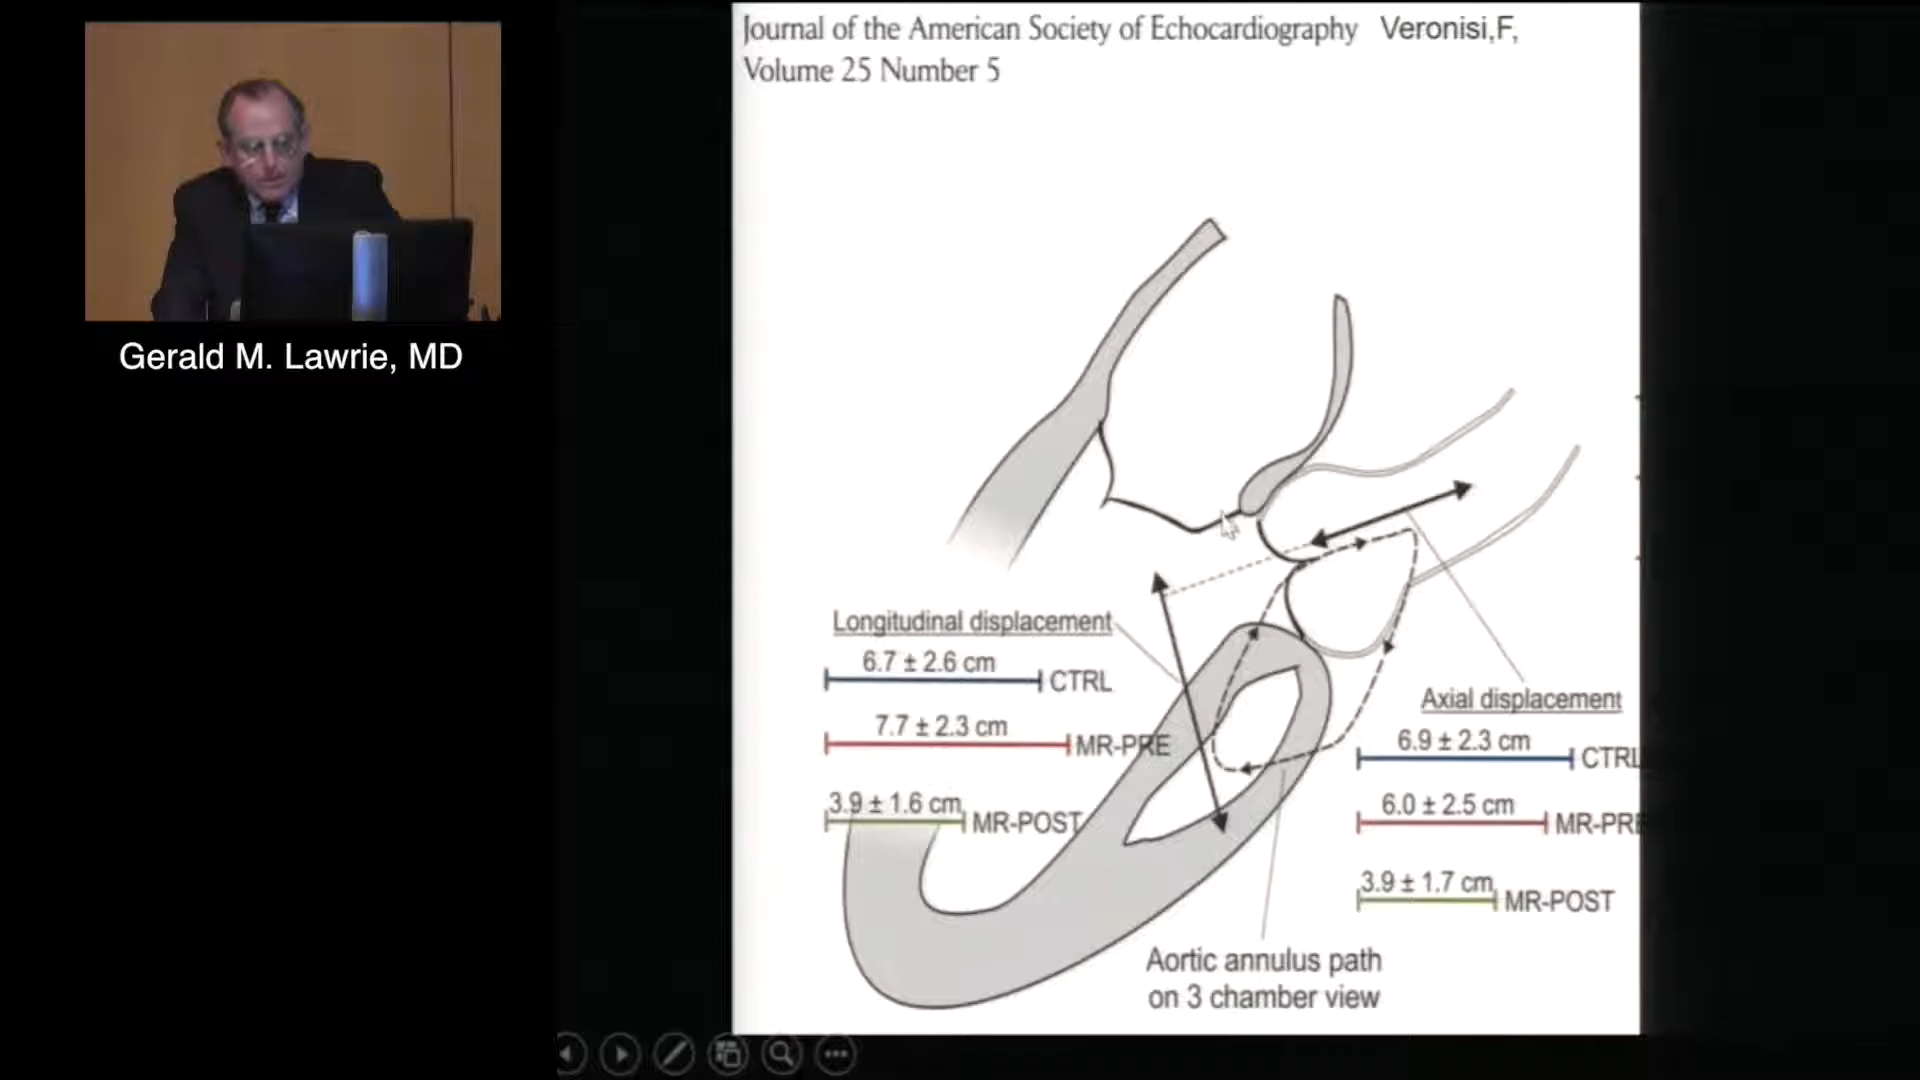 Journal of the American Society of Echocardiography Veronisi,F,
Volume 25 Number 5
Gerald M. Lawrie, MD
Longitudinal displacement
6.7 ± 2.6 cm
CTRL
7.7 ± 2.3 cm
MR-PRE
3.9 ± 1.6 cm
MR-POST
Axial displacement
6.9 ± 2.3 cm
CTRL
6.0 ± 2.5 cm
MR-PRE
3.9 ± 1.7 cm
MR-POST
Aortic annulus path
on 3 chamber view